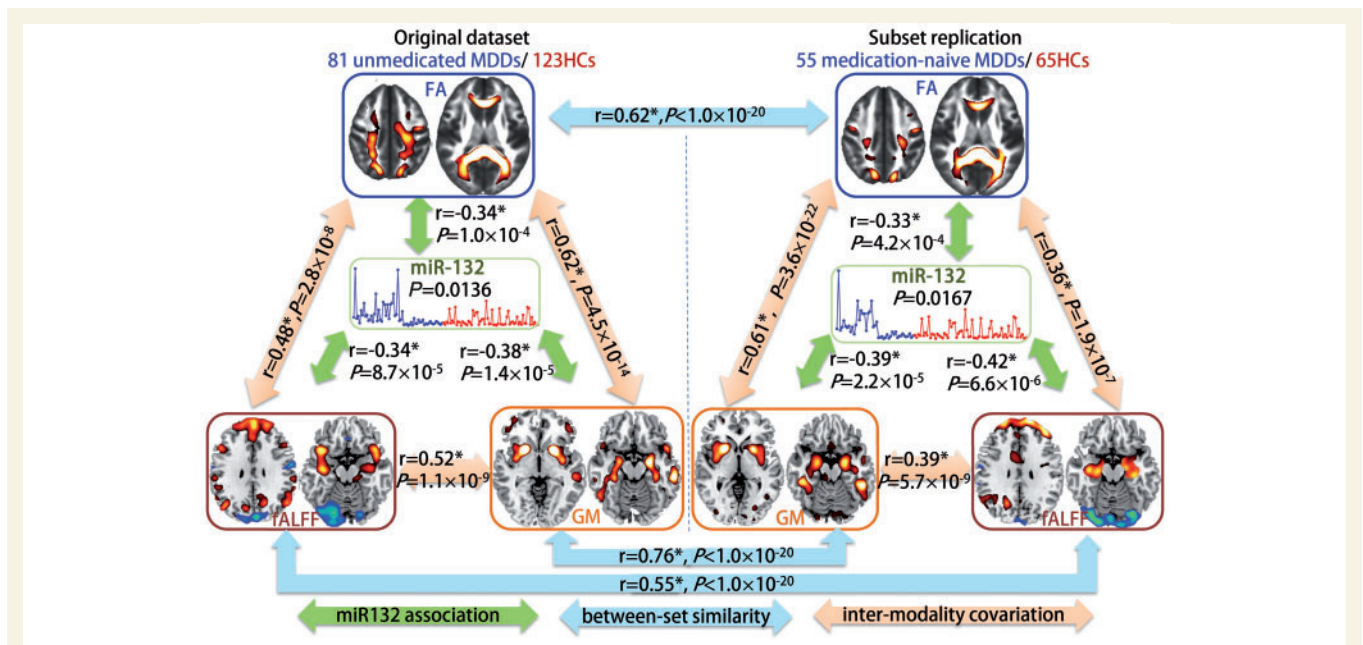 Original dataset
81 unmedicated MDDs/ 123HCs
FA
Subset replication
55 medication-naive MDDs/ 65HCs
FA
r=0.62*,P<1.0×10⁻²⁰
r=0.48*,P=2.8×10⁻⁸
r=-0.34*
P=1.0×10⁻⁴
r=0.62*, P=4.5×10⁻¹⁴
miR-132
P=0.0136
r=-0.34*
P=8.7×10⁻⁵
r=-0.38*
P=1.4×10⁻⁵
r=0.61*, P=3.6×10⁻²²
r=-0.33*
P=4.2×10⁻⁴
r=0.36*, P=1.9×10⁻⁷
miR-132
P=0.0167
r=-0.39*
P=2.2×10⁻⁵
r=-0.42*
P=6.6×10⁻⁶
fALFF
r=0.52*
P=1.1×10⁻⁹
GM
GM
r=0.39*
P=5.7×10⁻⁹
fALFF
r=0.76*, P<1.0×10⁻²⁰
r=0.55*, P<1.0×10⁻²⁰
miR132 association
between-set similarity
inter-modality covariation